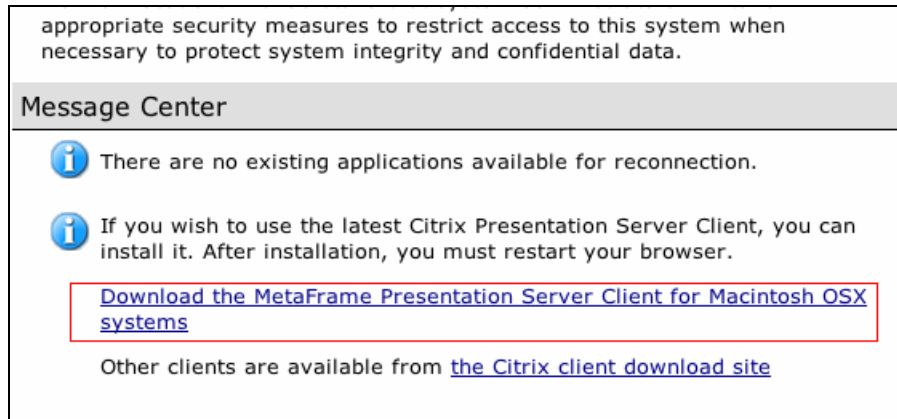 appropriate security measures to restrict access to this system when
necessary to protect system integrity and confidential data.
Message Center
There are no existing applications available for reconnection.
If you wish to use the latest Citrix Presentation Server Client, you can
install it. After installation, you must restart your browser.
Download the MetaFrame Presentation Server Client for Macintosh OSX
systems
Other clients are available from the Citrix client download site